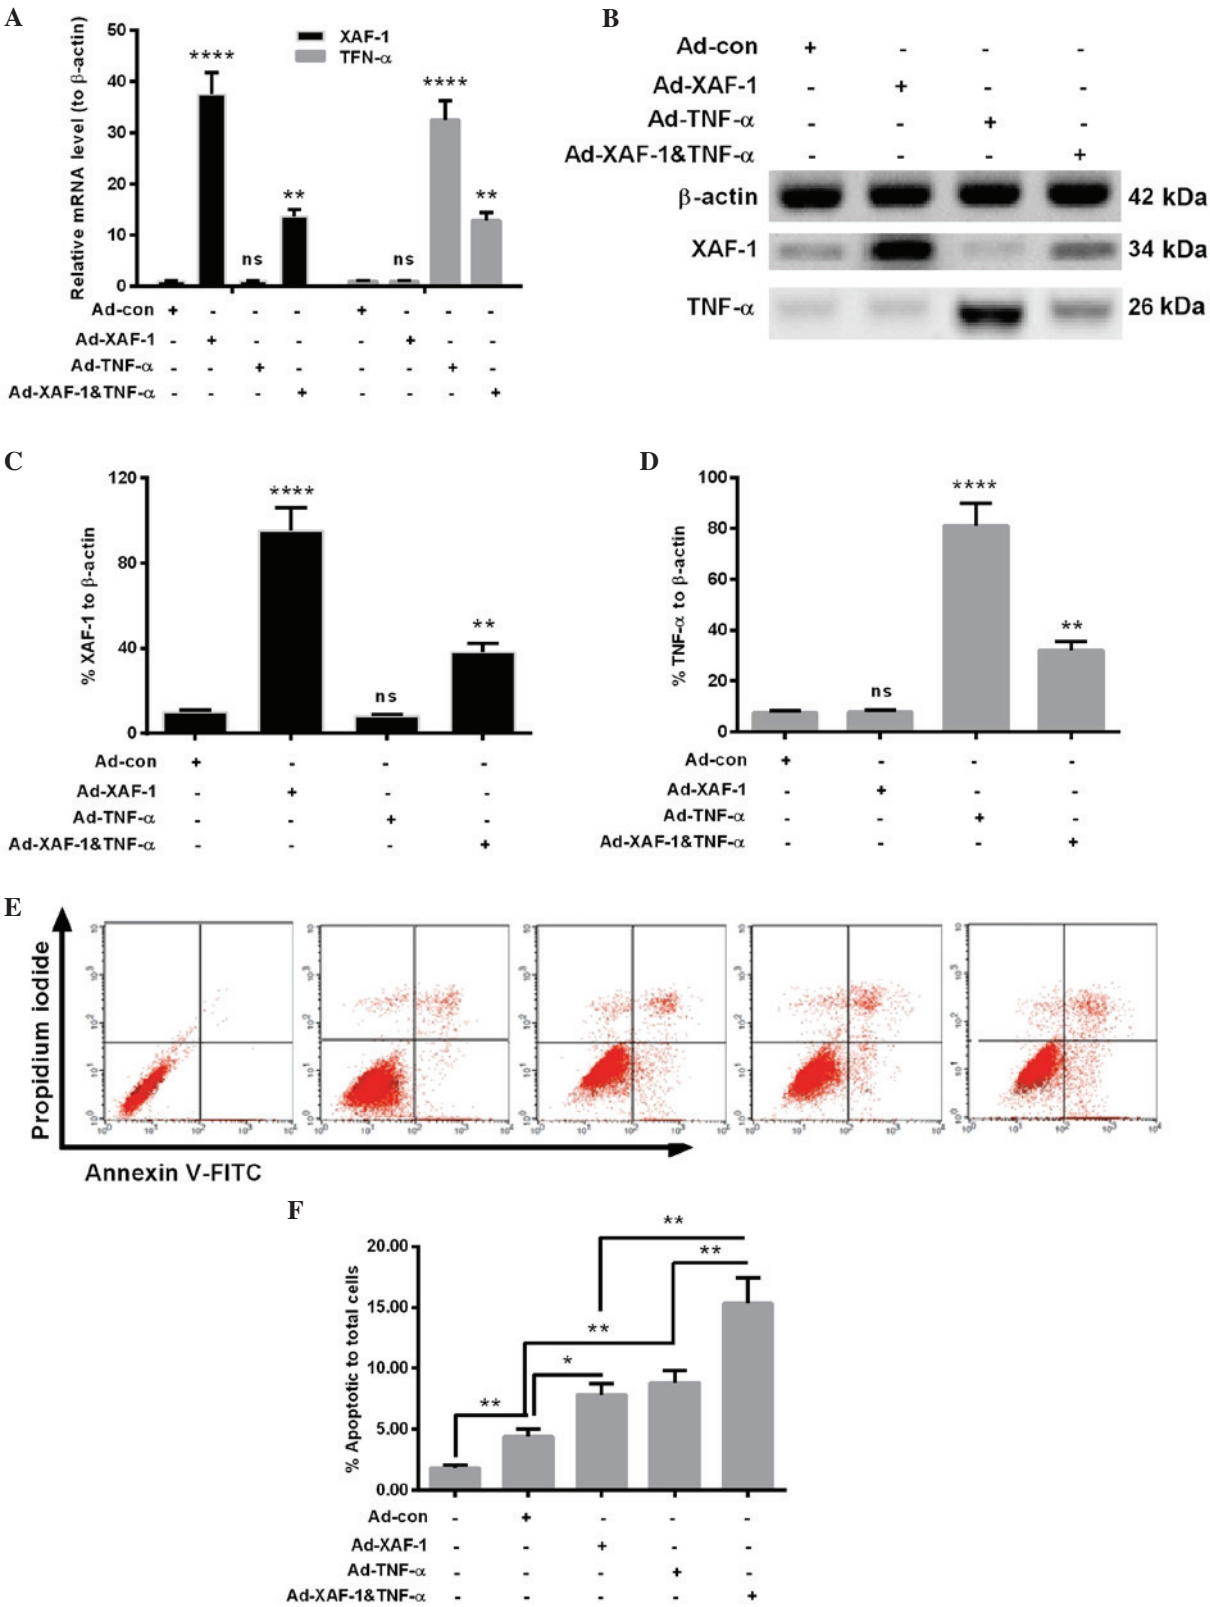 A
50
40
30
20
10
0
Relative mRNA level (to β-actin)
XAF-1
TFN-α
**** ns ** ns **** **
Ad-con + - - - + - - -
Ad-XAF-1 - + - - - + - -
Ad-TNF-α - - + - - - + -
Ad-XAF-1&TNF-α - - - + - - - +
B
Ad-con + - - -
Ad-XAF-1 - + - -
Ad-TNF-α - - + -
Ad-XAF-1&TNF-α - - - +
β-actin 42 kDa
XAF-1 34 kDa
TNF-α 26 kDa
C
120
80
40
0
% XAF-1 to β-actin
**** ns **
Ad-con + - - -
Ad-XAF-1 - + - -
Ad-TNF-α - - + -
Ad-XAF-1&TNF-α - - - +
D
100
80
60
40
20
0
% TNF-α to β-actin
ns **** **
Ad-con + - - -
Ad-XAF-1 - + - -
Ad-TNF-α - - + -
Ad-XAF-1&TNF-α - - - +
E
Propidium iodide
Annexin V-FITC
F
20.00
15.00
10.00
5.00
0.00
% Apoptotic to total cells
**
**
**
*
**
Ad-con - + - - -
Ad-XAF-1 - - + - -
Ad-TNF-α - - - + -
Ad-XAF-1&TNF-α - - - - +